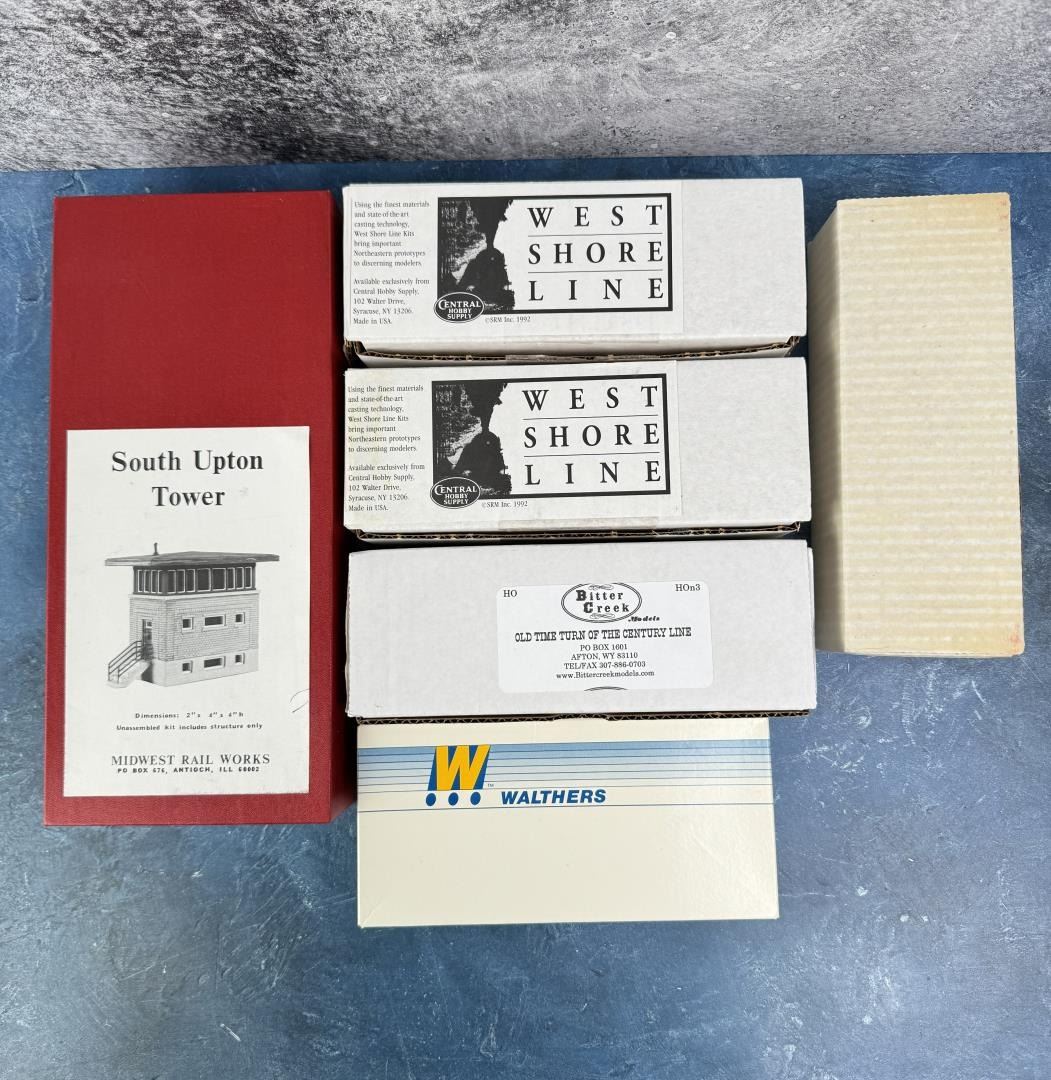 South Upton
Tower
Dimensions: 2" x 4" x 4" h
Unassembled kit includes structure only
MIDWEST RAIL WORKS
PO BOX 676, ANTIOCH, ILL 60002
Using the finest materials
and state-of-the-art
casting technology,
West Shore Line Kits
bring important
Northeastern prototypes
to discerning modelers.
Available exclusively from
Central Hobby Supply,
102 Walter Drive,
Syracuse, NY 13206.
Made in USA.
CENTRAL
HOBBY
SUPPLY
©SRM Inc. 1992
WEST
SHORE
LINE
Using the finest materials
and state-of-the-art
casting technology,
West Shore Line Kits
bring important
Northeastern prototypes
to discerning modelers.
Available exclusively from
Central Hobby Supply,
102 Walter Drive,
Syracuse, NY 13206.
Made in USA.
CENTRAL
HOBBY
SUPPLY
©SRM Inc. 1992
WEST
SHORE
LINE
HO
HOn3
Bitter
Creek
Models
OLD TIME TURN OF THE CENTURY LINE
PO BOX 1601
AFTON, WY 83110
TEL/FAX 307-886-0703
www.Bittercreekmodels.com
W
™
WALTHERS